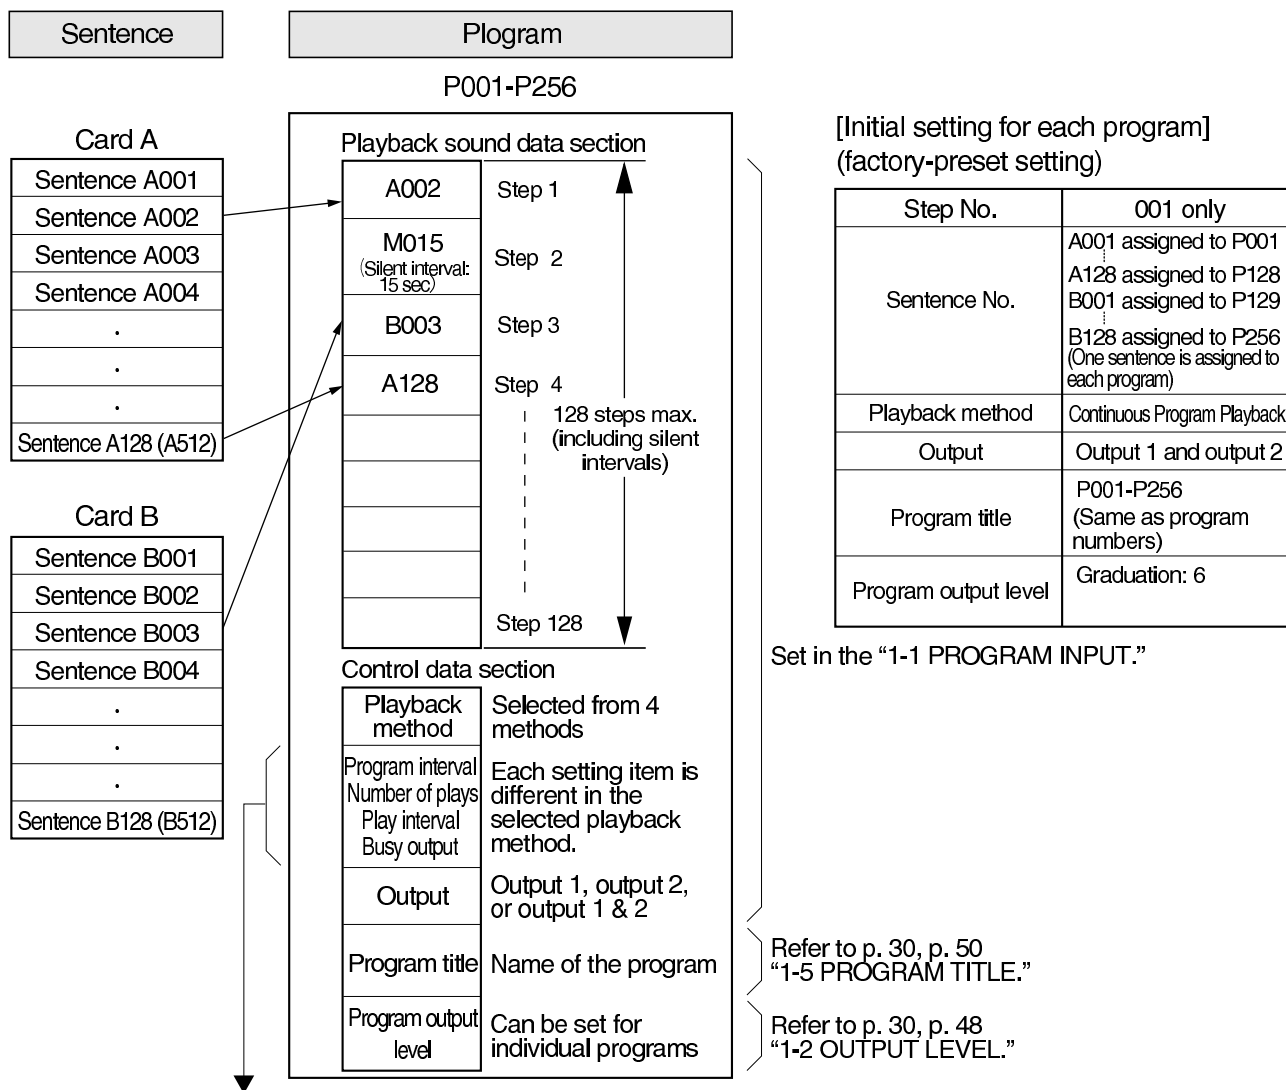 Sentence
Plogram
P001-P256
Card A
Sentence A001
Sentence A002
Sentence A003
Sentence A004
.
.
.
Sentence A128 (A512)
Card B
Sentence B001
Sentence B002
Sentence B003
Sentence B004
.
.
.
Sentence B128 (B512)
Playback sound data section
A002
Step 1
M015
(Silent interval:
15 sec)
Step 2
B003
Step 3
A128
Step 4
128 steps max.
(including silent
intervals)
Step 128
Control data section
Playback
method
Selected from 4
methods
Program interval
Number of plays
Play interval
Busy output
Each setting item is
different in the
selected playback
method.
Output
Output 1, output 2,
or output 1 & 2
Program title
Name of the program
Program output
level
Can be set for
individual programs
[Initial setting for each program]
(factory-preset setting)
Step No.
001 only
Sentence No.
A001 assigned to P001
A128 assigned to P128
B001 assigned to P129
B128 assigned to P256
(One sentence is assigned to
each program)
Playback method
Continuous Program Playback
Output
Output 1 and output 2
Program title
P001-P256
(Same as program
numbers)
Program output level
Graduation: 6
Set in the “1-1 PROGRAM INPUT.”
Refer to p. 30, p. 50
“1-5 PROGRAM TITLE.”
Refer to p. 30, p. 48
“1-2 OUTPUT LEVEL.”